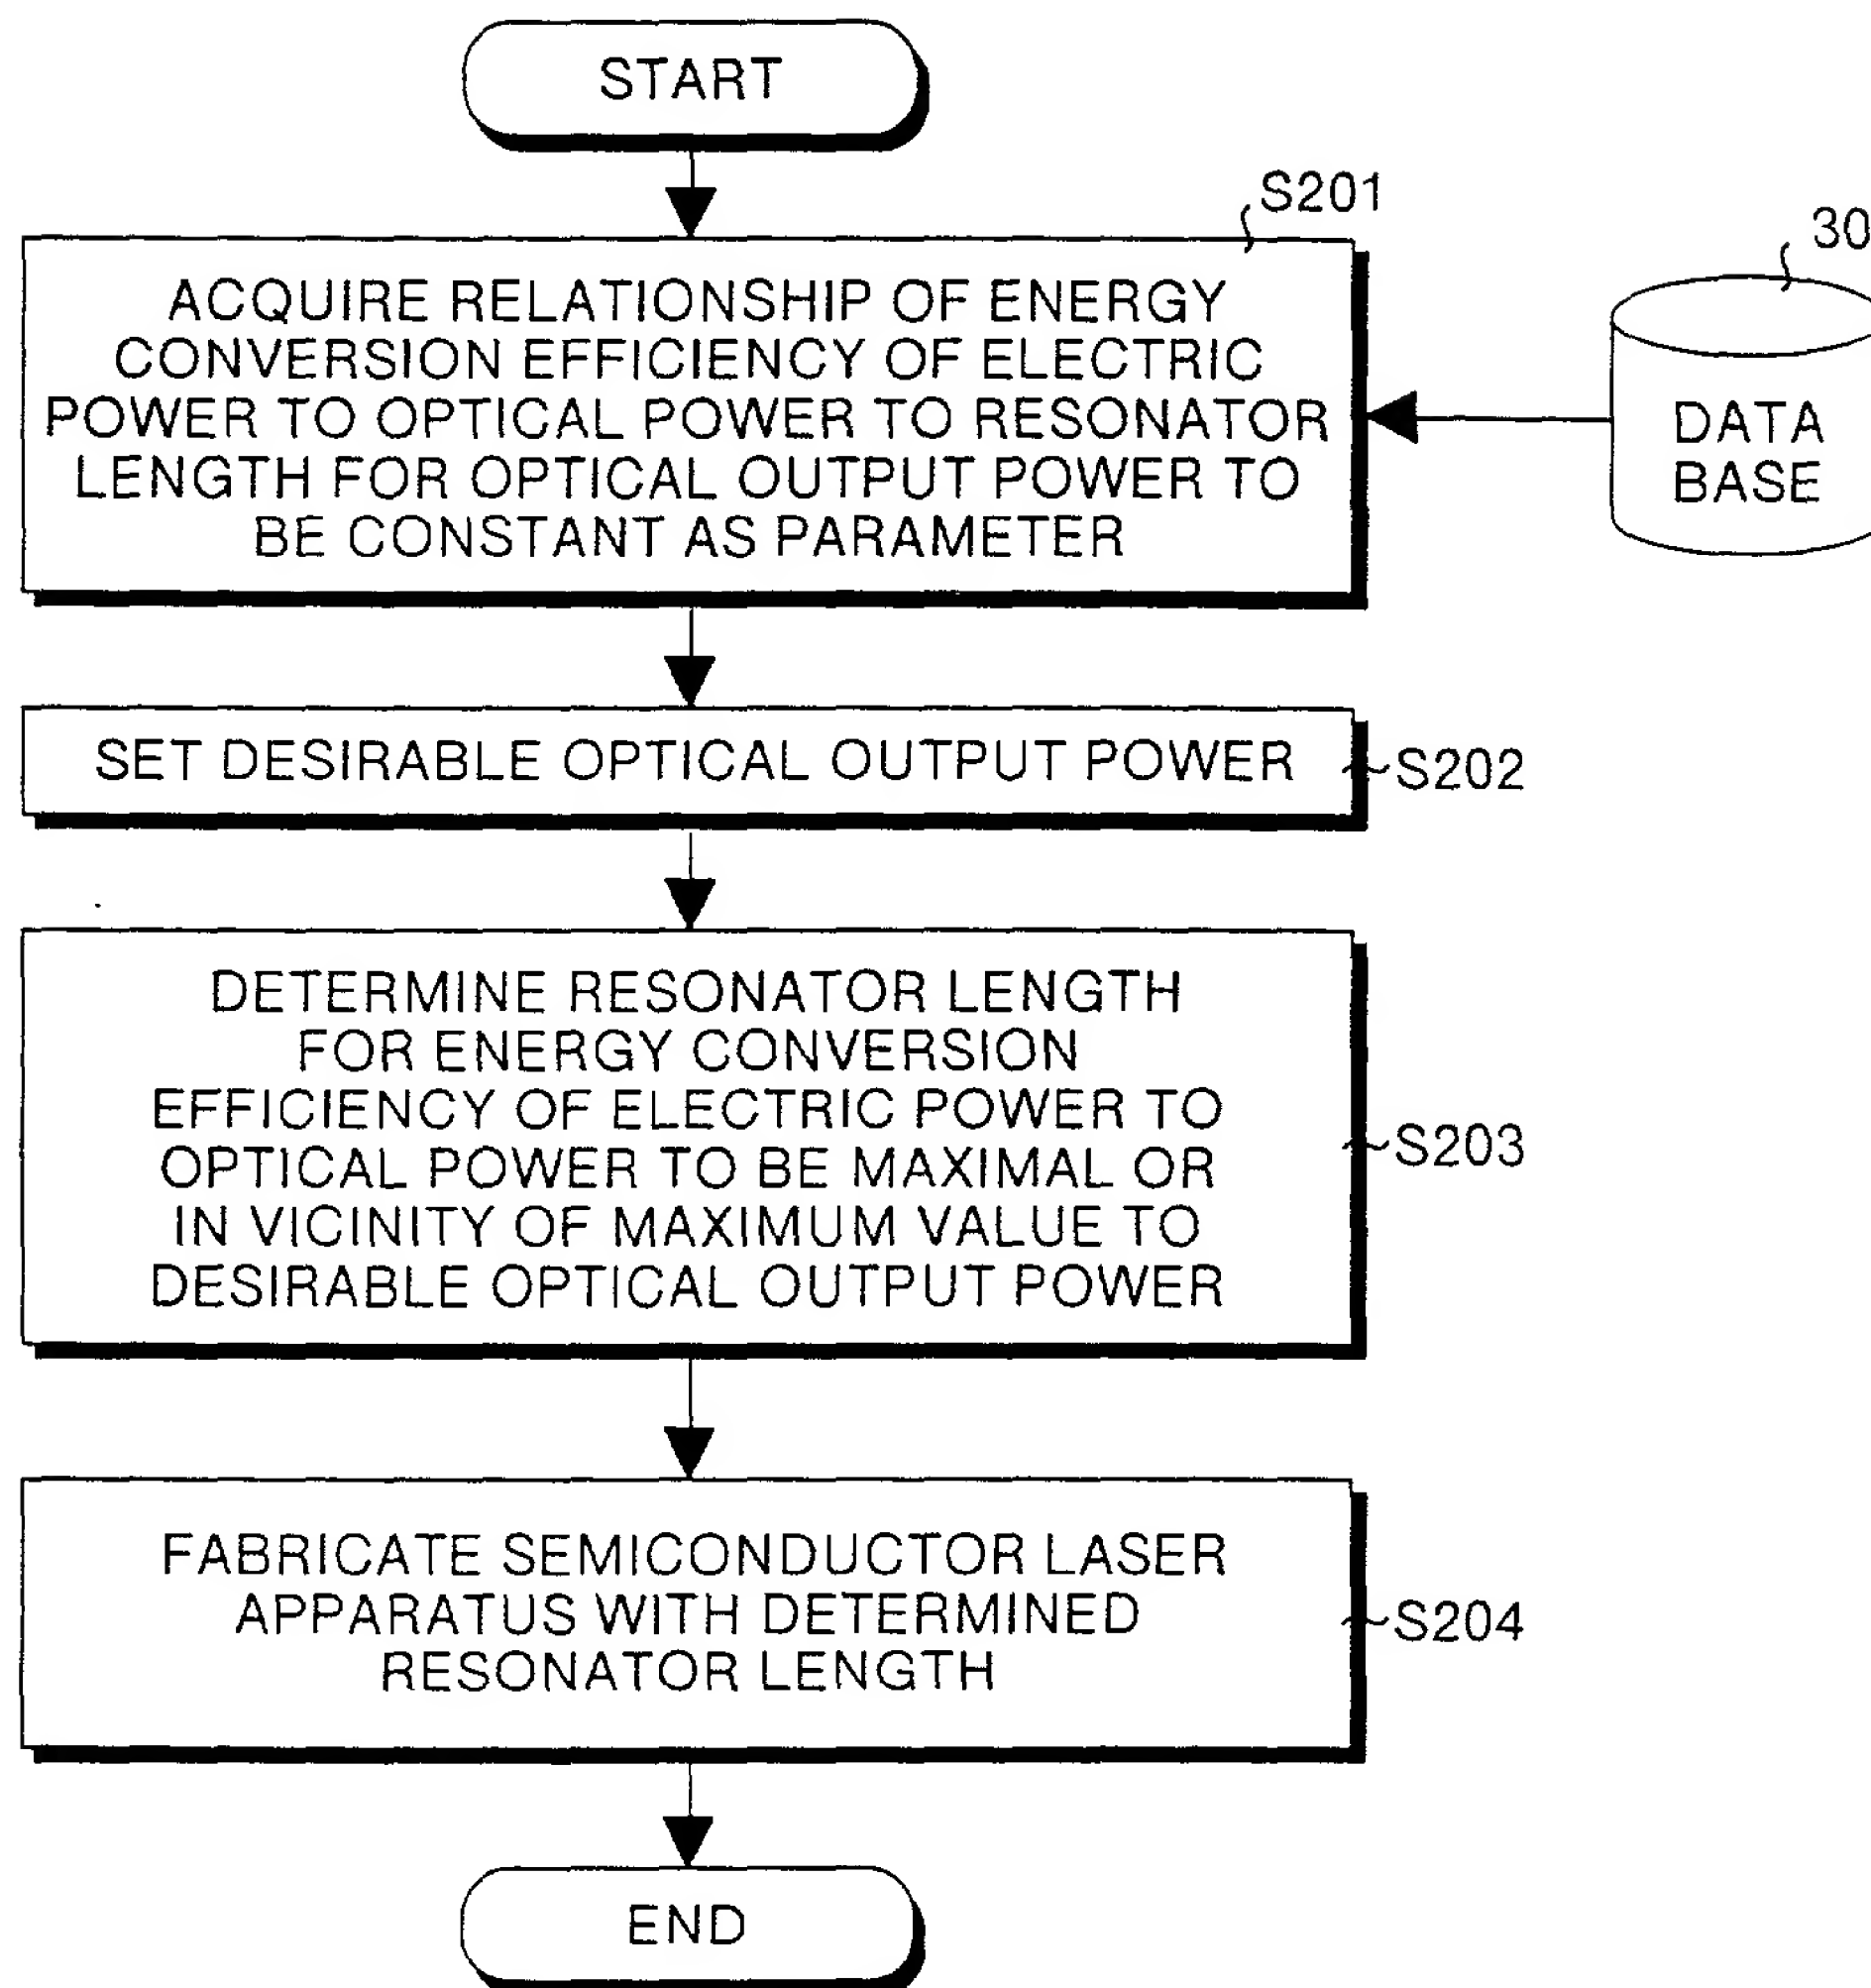 START
S201
30
ACQUIRE RELATIONSHIP OF ENERGY
CONVERSION EFFICIENCY OF ELECTRIC
POWER TO OPTICAL POWER TO RESONATOR
LENGTH FOR OPTICAL OUTPUT POWER TO
BE CONSTANT AS PARAMETER
DATA
BASE
SET DESIRABLE OPTICAL OUTPUT POWER
S202
DETERMINE RESONATOR LENGTH
FOR ENERGY CONVERSION
EFFICIENCY OF ELECTRIC POWER TO
OPTICAL POWER TO BE MAXIMAL OR
IN VICINITY OF MAXIMUM VALUE TO
DESIRABLE OPTICAL OUTPUT POWER
S203
FABRICATE SEMICONDUCTOR LASER
APPARATUS WITH DETERMINED
RESONATOR LENGTH
S204
END